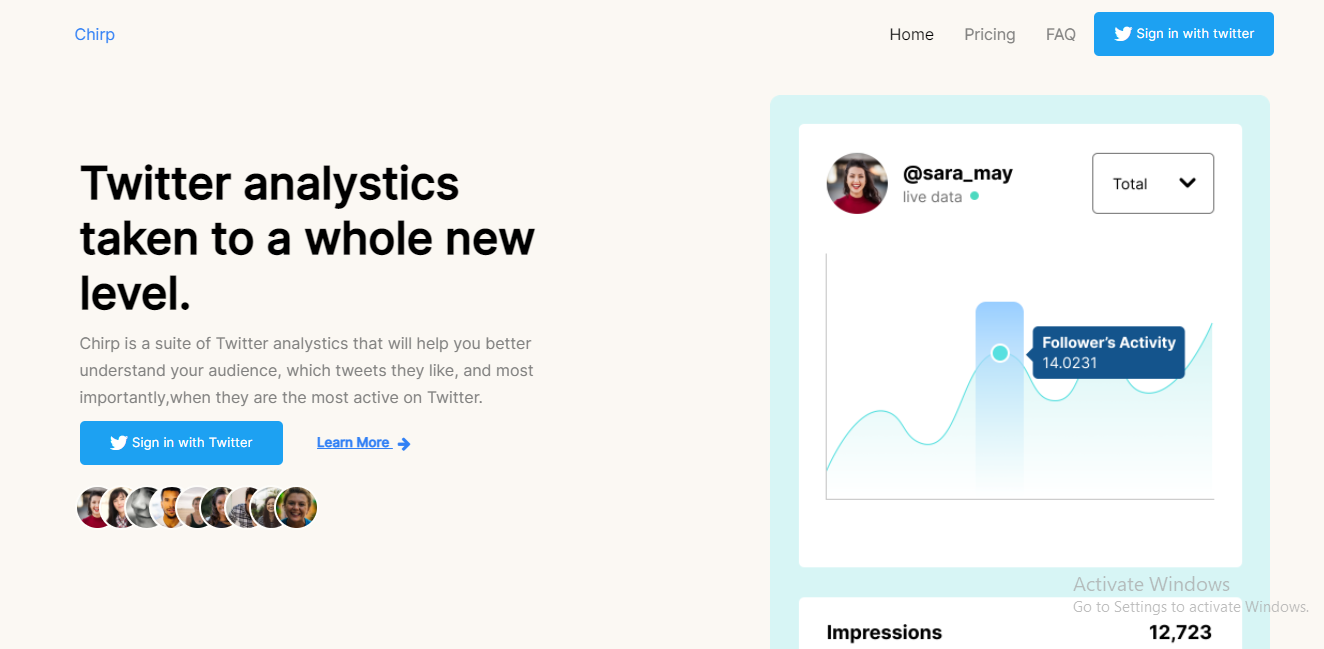 Chirp
Home
Pricing
FAQ
Sign in with twitter
Twitter analystics
taken to a whole new
level.
Chirp is a suite of Twitter analystics that will help you better
understand your audience, which tweets they like, and most
importantly,when they are the most active on Twitter.
Sign in with Twitter
Learn More
@sara_may
live data
Total
Follower's Activity
14.0231
Activate Windows
Go to Settings to activate Windows.
Impressions
12,723